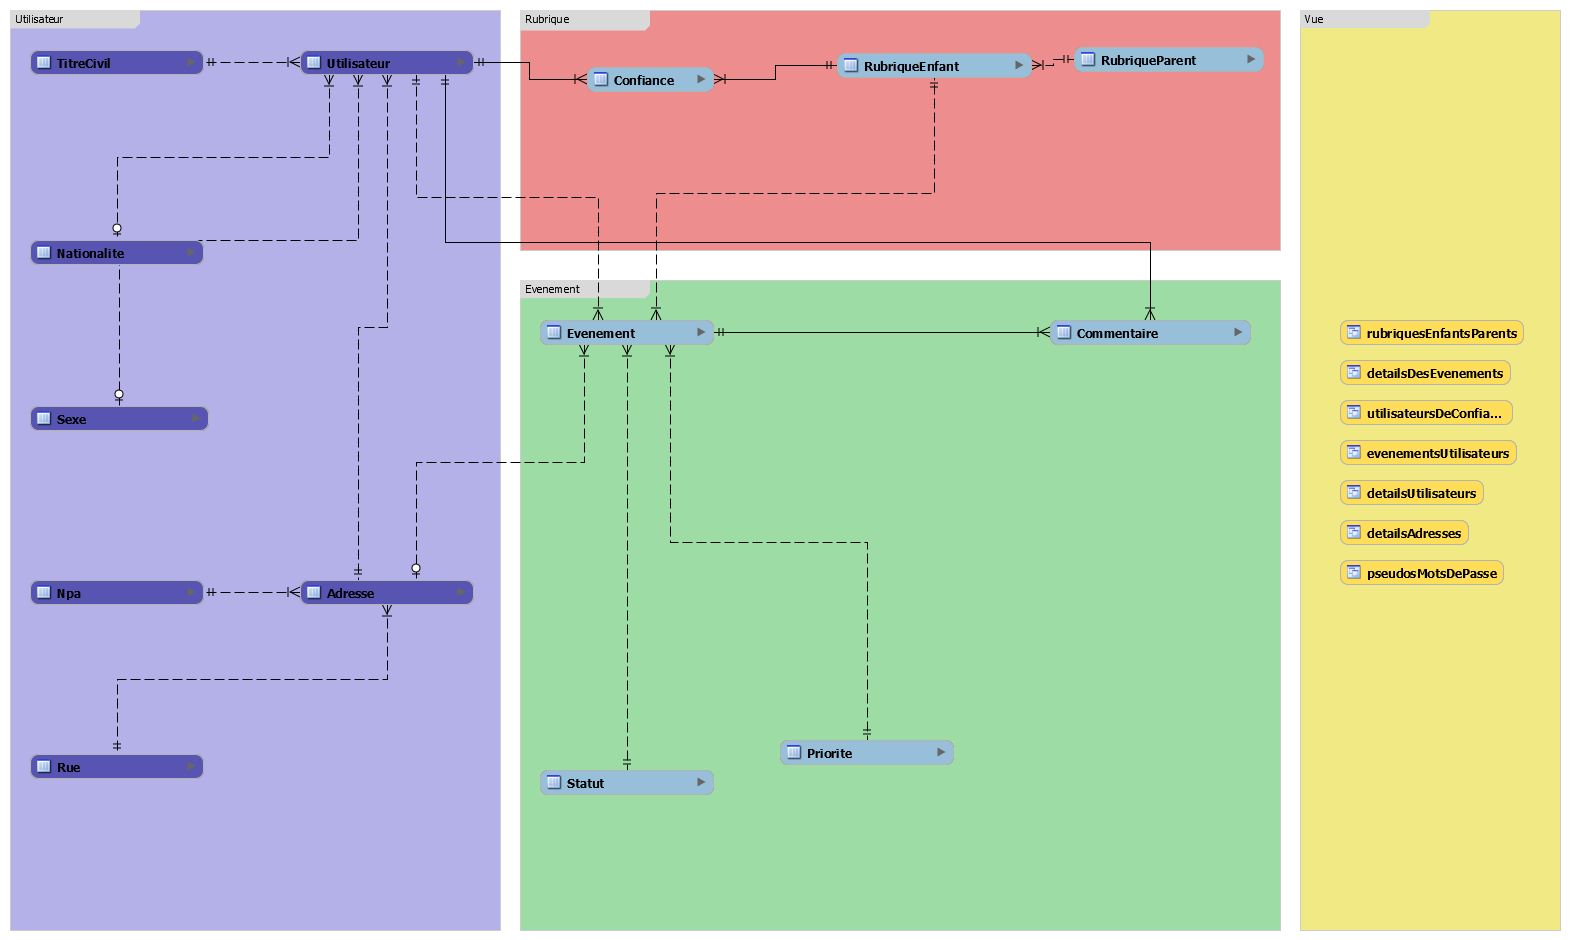 Utilisateur
TitreCivil
Utilisateur
Nationalite
Sexe
Npa
Adresse
Rue
Rubrique
Confiance
RubriqueEnfant
RubriqueParent
Evenement
Evenement
Commentaire
Priorite
Statut
Vue
rubriquesEnfantsParents
detailsDesEvenements
utilisateursDeConfia...
evenementsUtilisateurs
detailsUtilisateurs
detailsAdresses
pseudosMotsDePasse